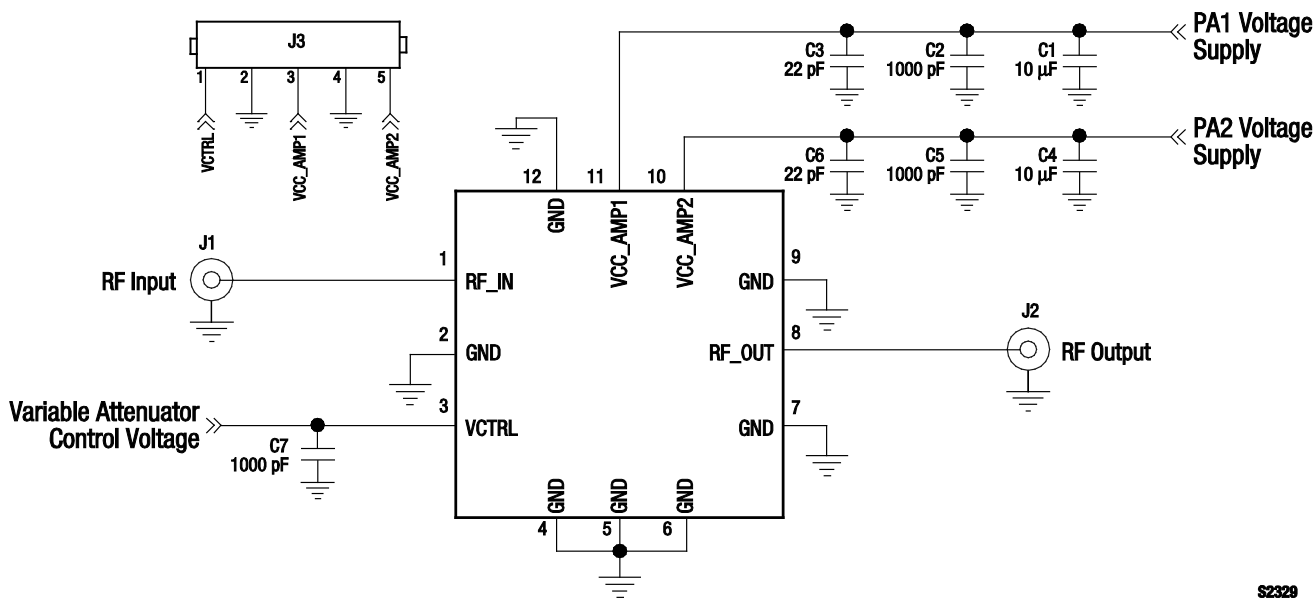 J3
1
2
3
4
5
VCTRL
VCC_AMP1
VCC_AMP2
PA1 Voltage
Supply
C3
22 pF
C2
1000 pF
C1
10 µF
PA2 Voltage
Supply
C6
22 pF
C5
1000 pF
C4
10 µF
12
11
10
GND
VCC_AMP1
VCC_AMP2
J1
RF Input
1
RF_IN
9
GND
2
GND
8
RF_OUT
J2
RF Output
Variable Attenuator
Control Voltage
3
VCTRL
7
GND
C7
1000 pF
GND
GND
GND
4
5
6
S2329